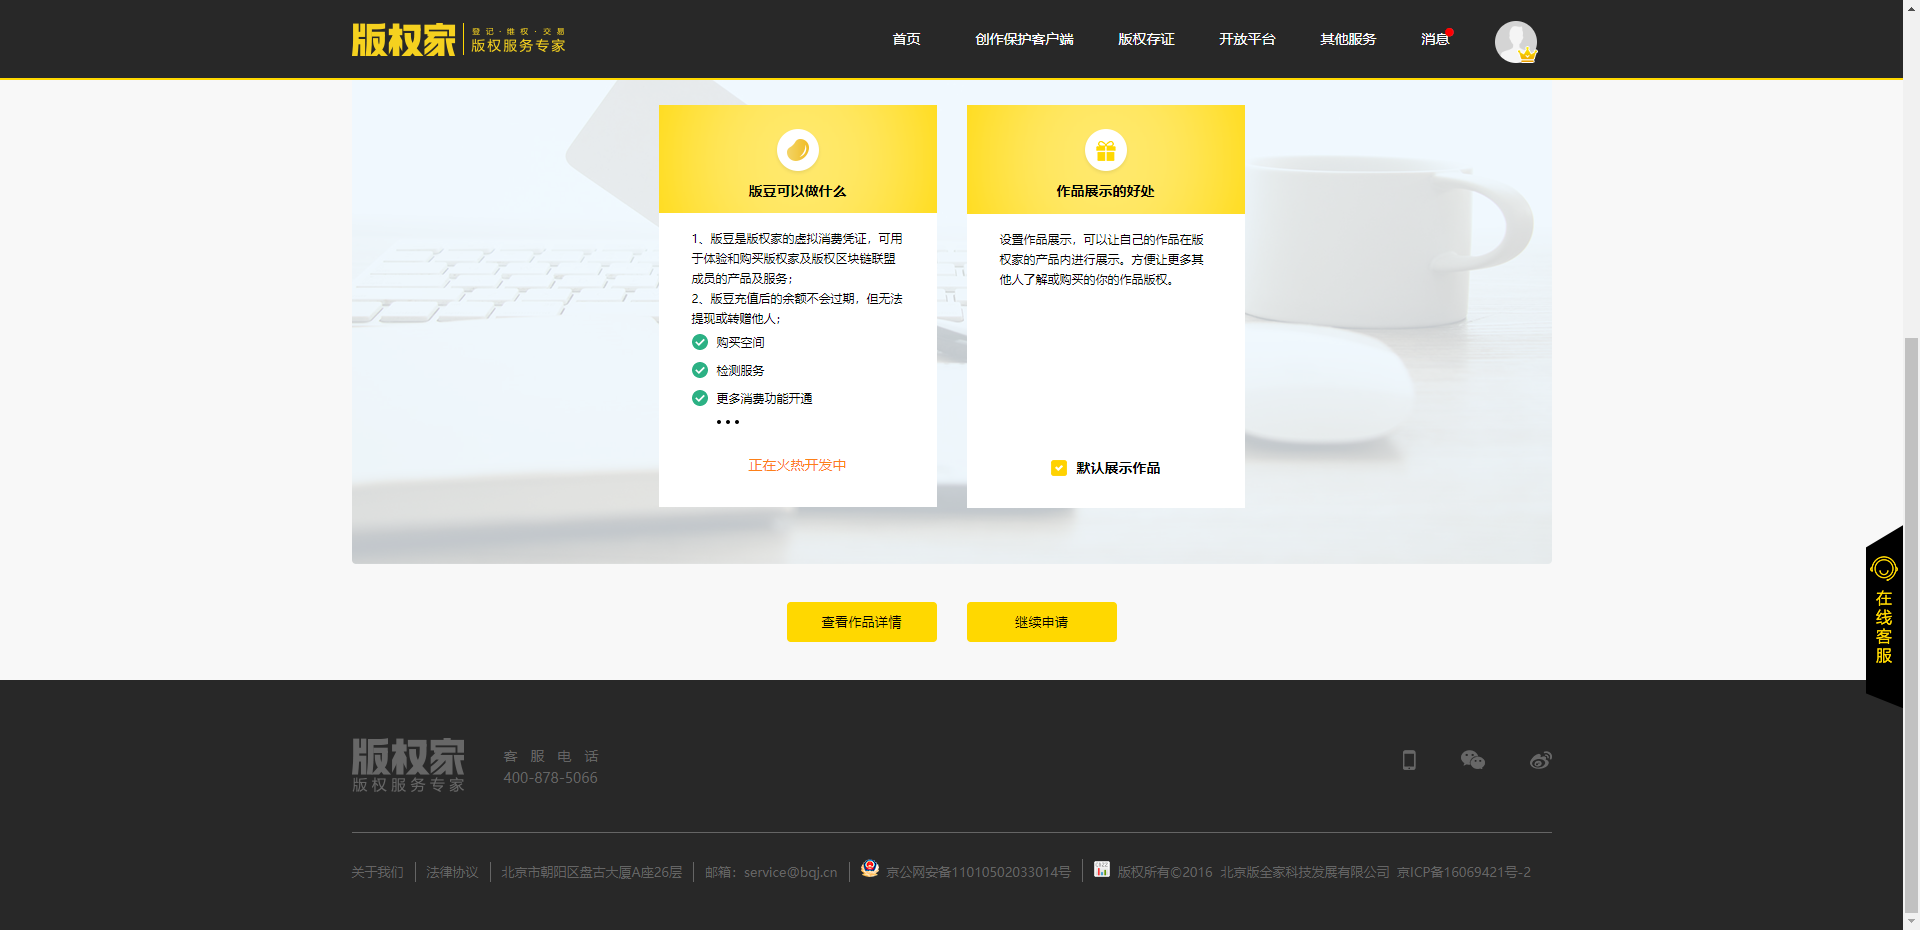 版权家 登记·维权·交易
版权服务专家
首页 创作保护客户端 版权存证 开放平台 其他服务 消息
版豆可以做什么
1、版豆是版权家的虚拟消费凭证，可用
于体验和购买版权家及版权区块链联盟
成员的产品及服务；
2、版豆充值后的余额不会过期，但无法
提现或转赠他人；
购买空间
检测服务
更多消费功能开通
•••
正在火热开发中
作品展示的好处
设置作品展示，可以让自己的作品在版
权家的产品内进行展示。方便让更多其
他人了解或购买的你的作品版权。
默认展示作品
查看作品详情 继续申请
在线客服
版权家
版权服务专家
客服电话
400-878-5066
关于我们 法律协议 北京市朝阳区盘古大厦A座26层 邮箱：service@bqj.cn 京公网安备11010502033014号 版权所有©2016 北京版全家科技发展有限公司 京ICP备16069421号-2